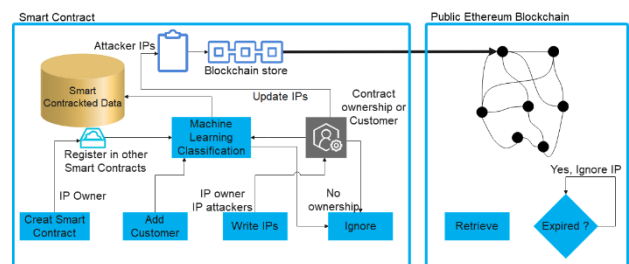 Smart Contract
Public Ethereum Blockchain
Attacker IPs
Blockchain store
Smart
Contrackted Data
Update IPs
Contract
ownership or
Customer
Machine
Learning
Classification
Register in other
Smart Contracts
IP Owner
IP owner
IP attackers
No
ownership
Yes, Ignore IP
Creat Smart
Contract
Add
Customer
Write IPs
Ignore
Retrieve
Expired ?